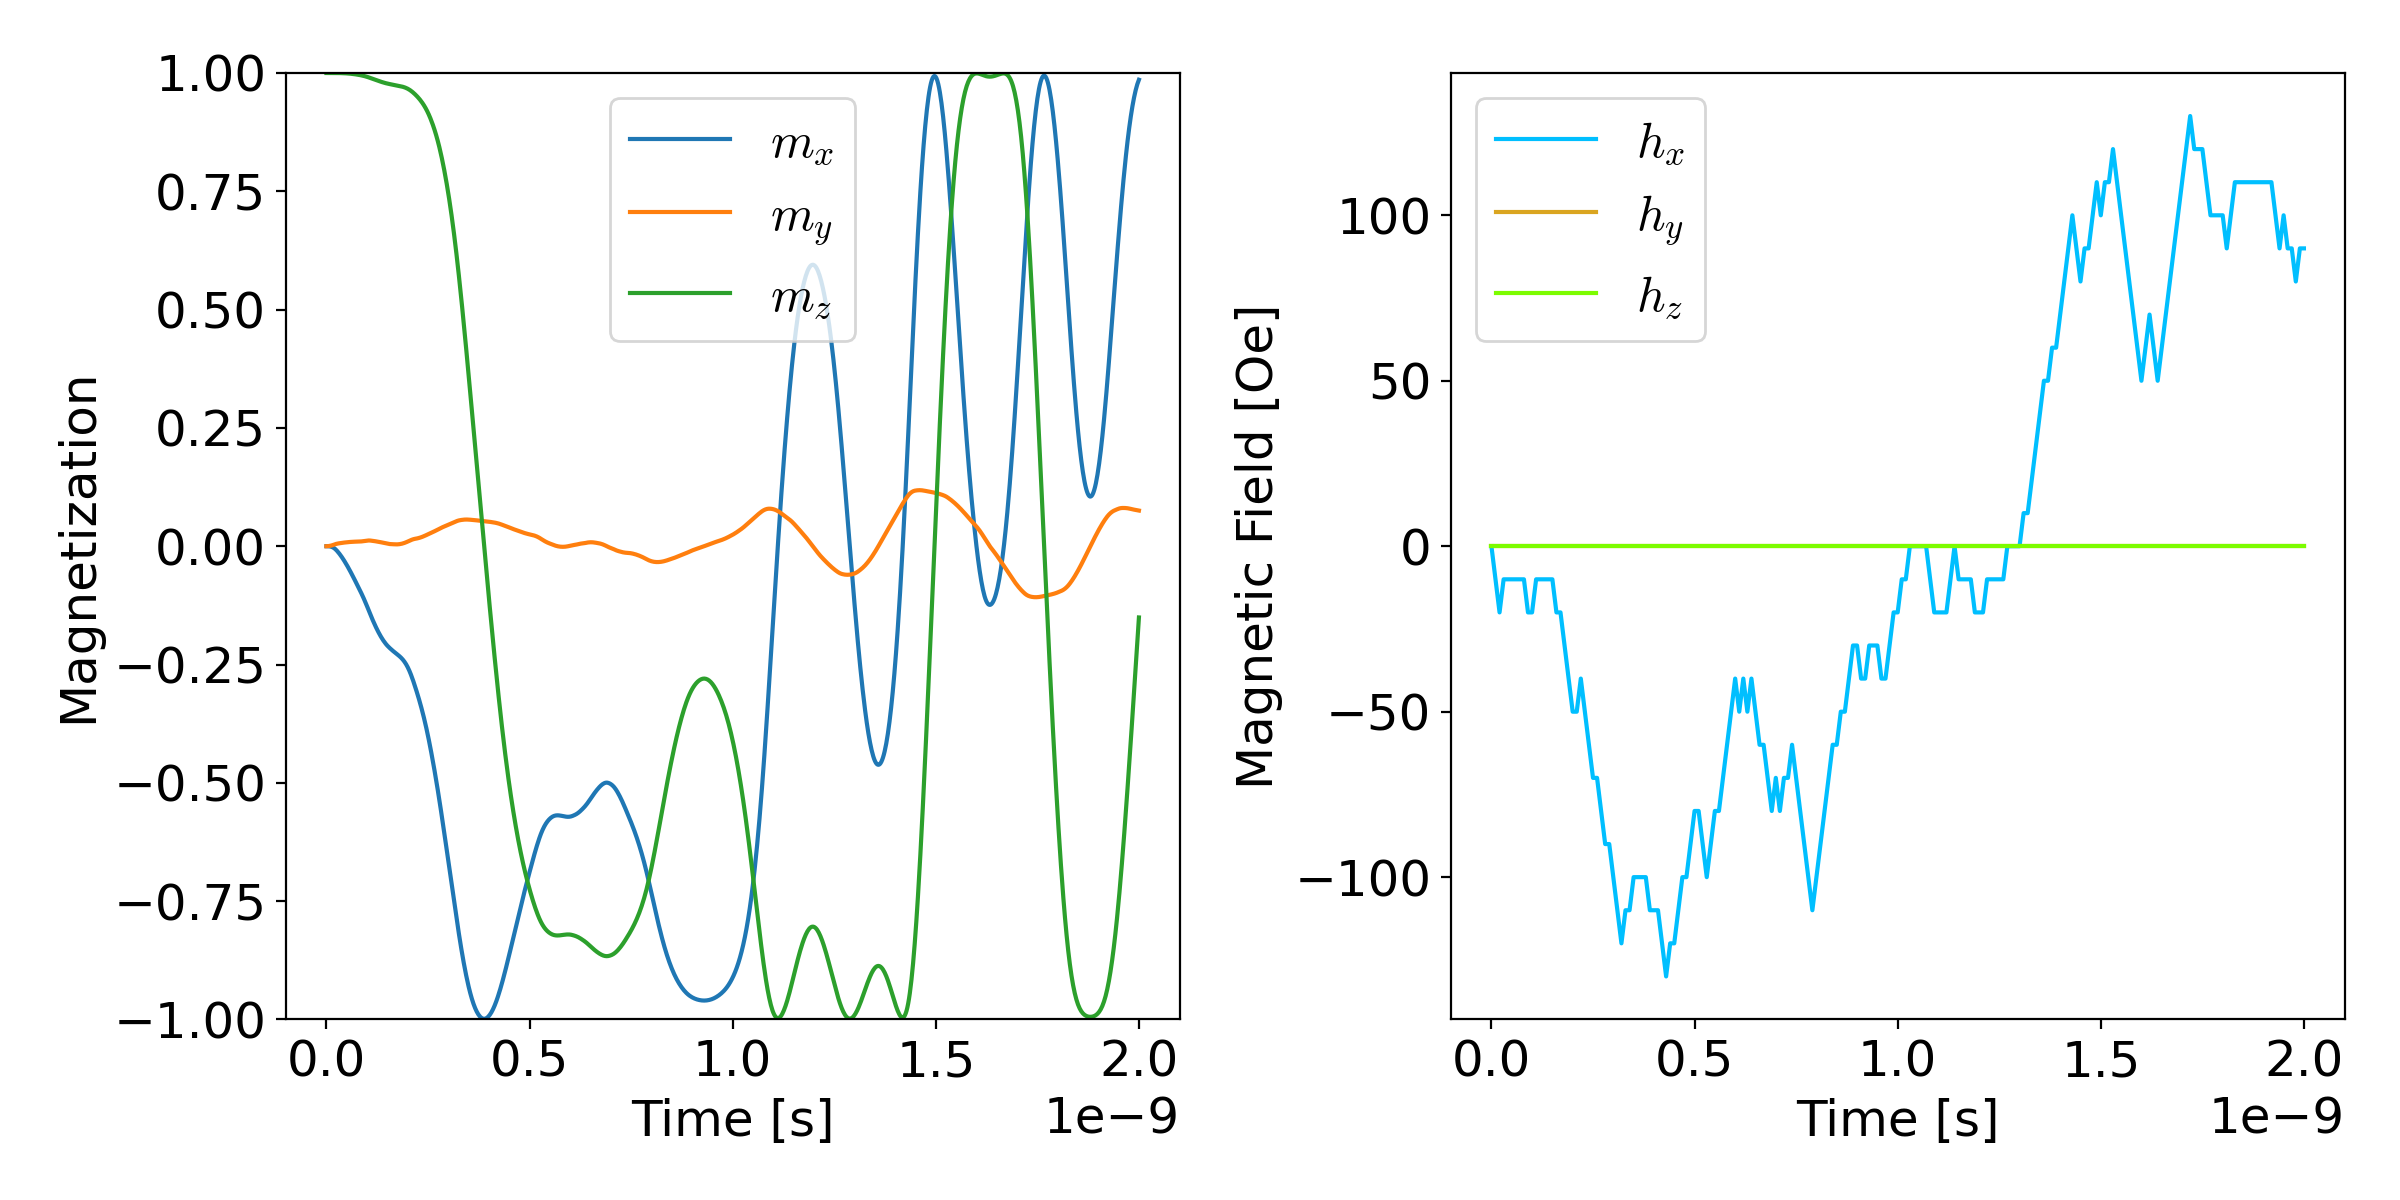 1.00
0.75
0.50
0.25
0.00
−0.25
−0.50
−0.75
−1.00
Magnetization
m_x
m_y
m_z
0.0 0.5 1.0 1.5 2.0
Time [s]
1e−9
100
50
0
−50
−100
Magnetic Field [Oe]
h_x
h_y
h_z
0.0 0.5 1.0 1.5 2.0
Time [s]
1e−9